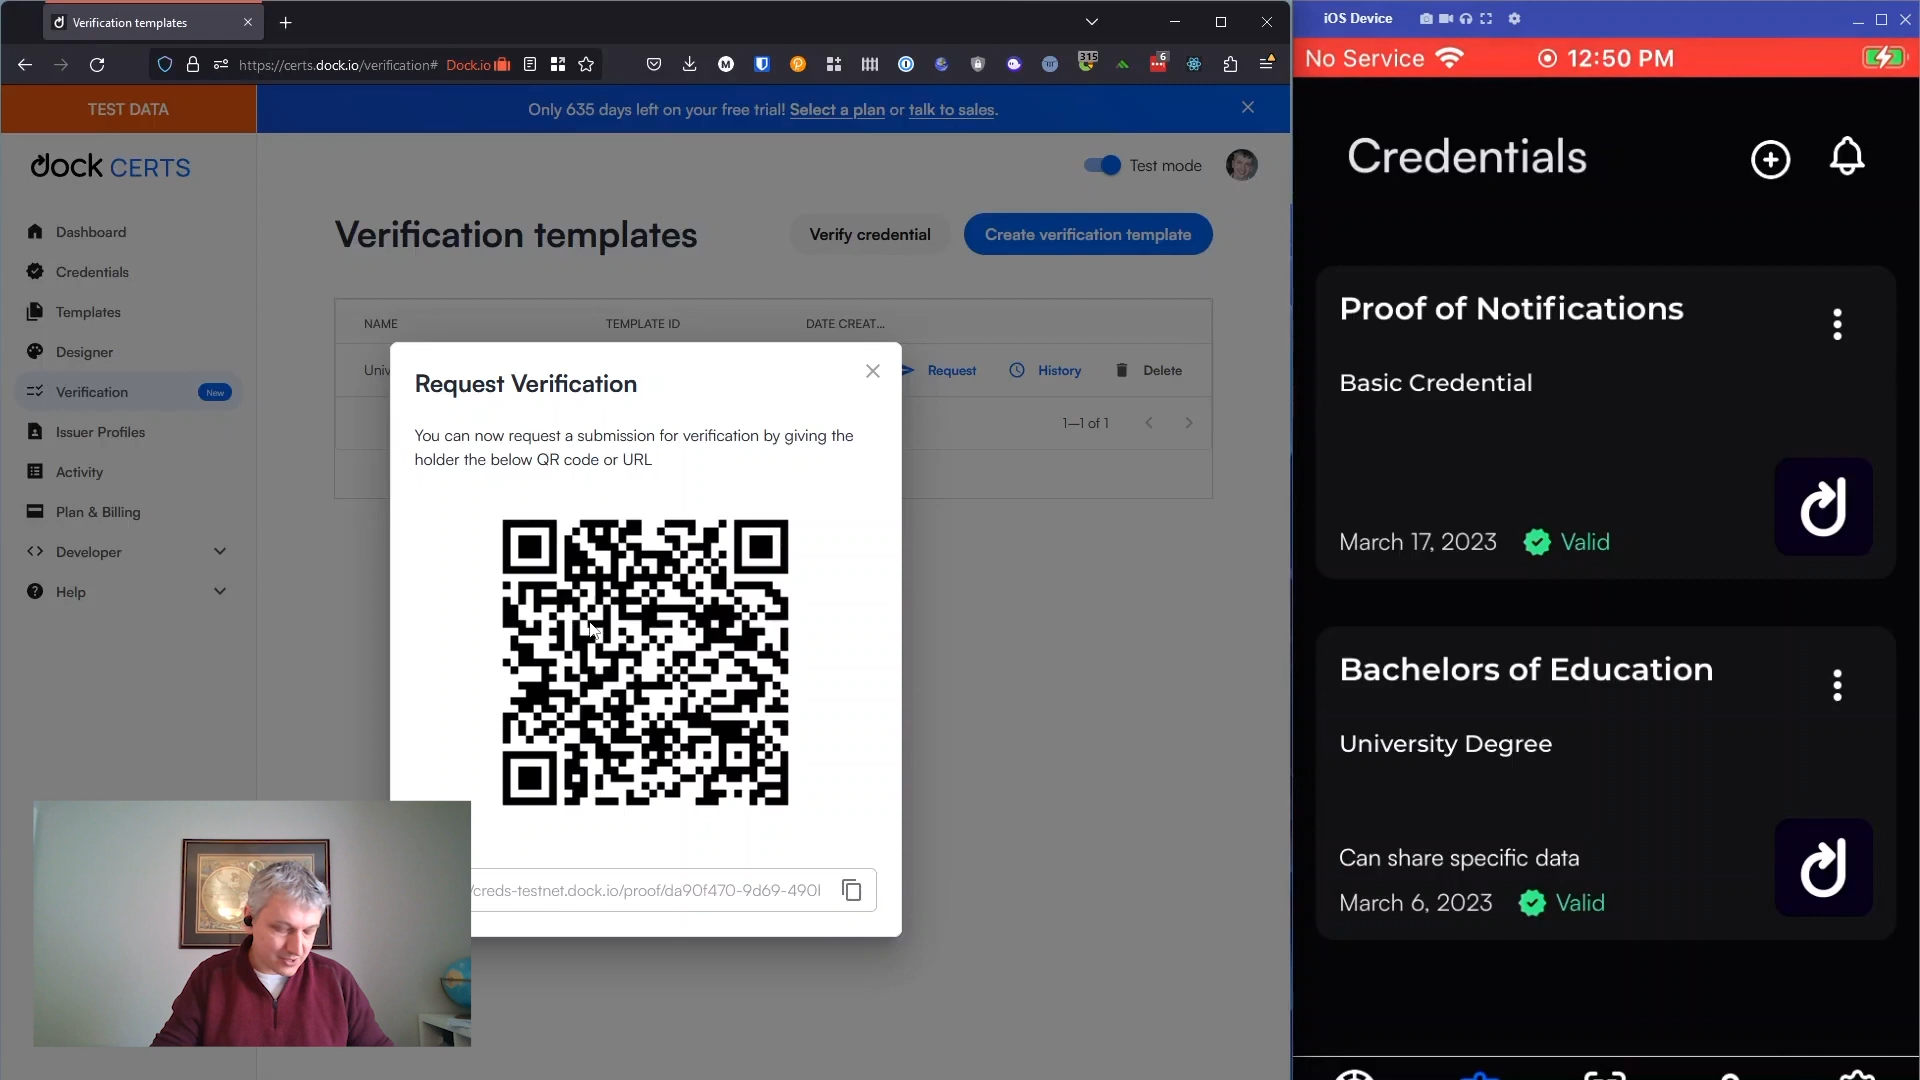 Verification templates
https://certs.dock.io/verification# Dock.io
315
6
TEST DATA
Only 635 days left on your free trial! Select a plan or talk to sales.
dock CERTS
Test mode
Dashboard
Credentials
Templates
Designer
Verification New
Issuer Profiles
Activity
Plan & Billing
Developer
Help
Verification templates
Verify credential
Create verification template
NAME TEMPLATE ID DATE CREAT...
Univ Request History Delete
1–1 of 1
Request Verification
You can now request a submission for verification by giving the
holder the below QR code or URL
/creds-testnet.dock.io/proof/da90f470-9d69-490
iOS Device
No Service 12:50 PM
Credentials
Proof of Notifications
Basic Credential
March 17, 2023 Valid
Bachelors of Education
University Degree
Can share specific data
March 6, 2023 Valid